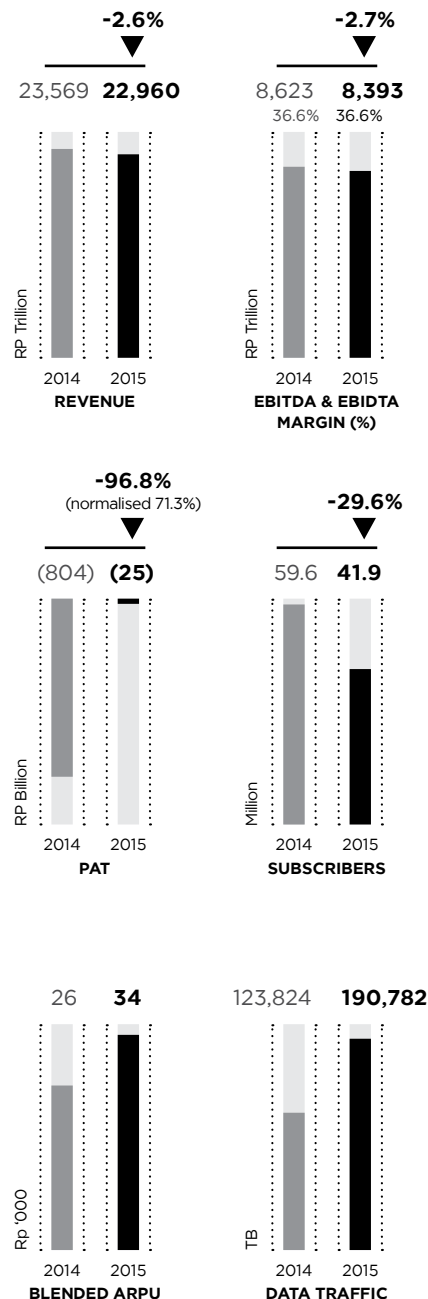 -2.6%
23,569 22,960
RP Trillion
2014 2015
REVENUE
-2.7%
8,623 8,393
36.6% 36.6%
RP Trillion
2014 2015
EBITDA & EBIDTA
MARGIN (%)
-96.8%
(normalised 71.3%)
(804) (25)
RP Billion
2014 2015
PAT
-29.6%
59.6 41.9
Million
2014 2015
SUBSCRIBERS
26 34
Rp '000
2014 2015
BLENDED ARPU
123,824 190,782
TB
2014 2015
DATA TRAFFIC